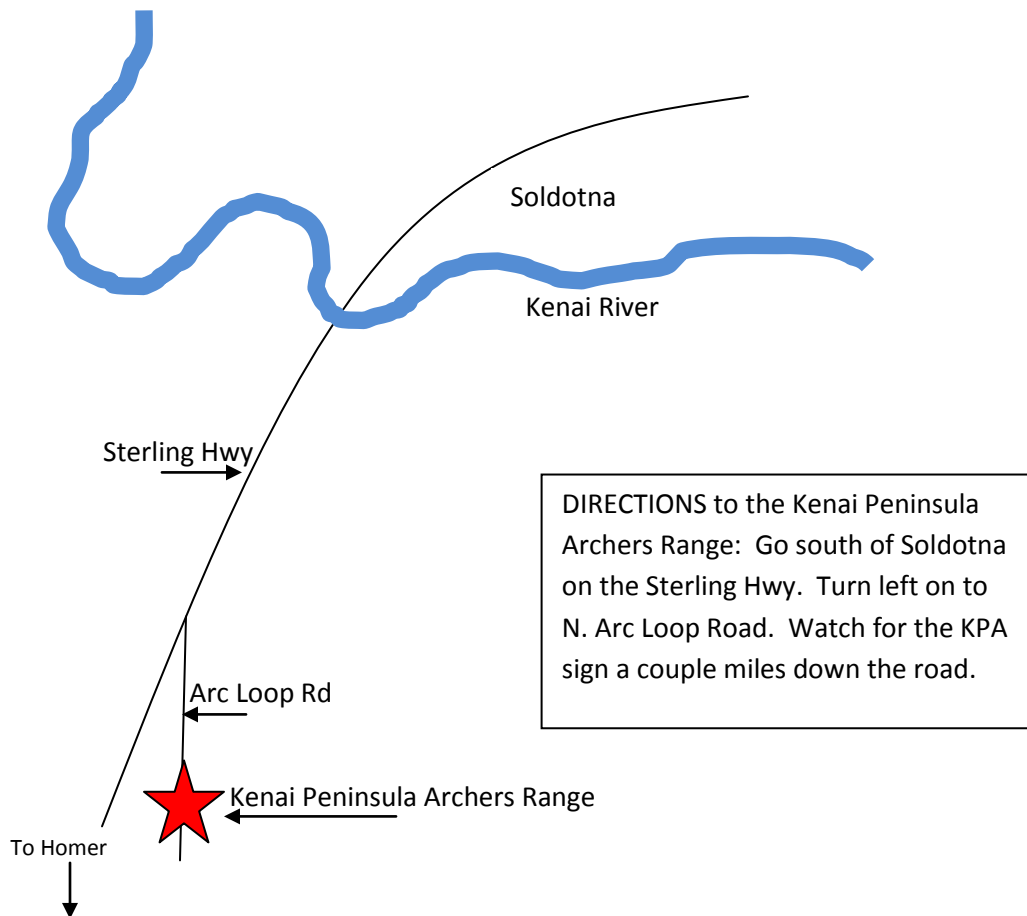 Soldotna
Kenai River
Sterling Hwy
DIRECTIONS to the Kenai Peninsula
Archers Range:  Go south of Soldotna
on the Sterling Hwy.  Turn left on to
N. Arc Loop Road.  Watch for the KPA
sign a couple miles down the road.
Arc Loop Rd
Kenai Peninsula Archers Range
To Homer